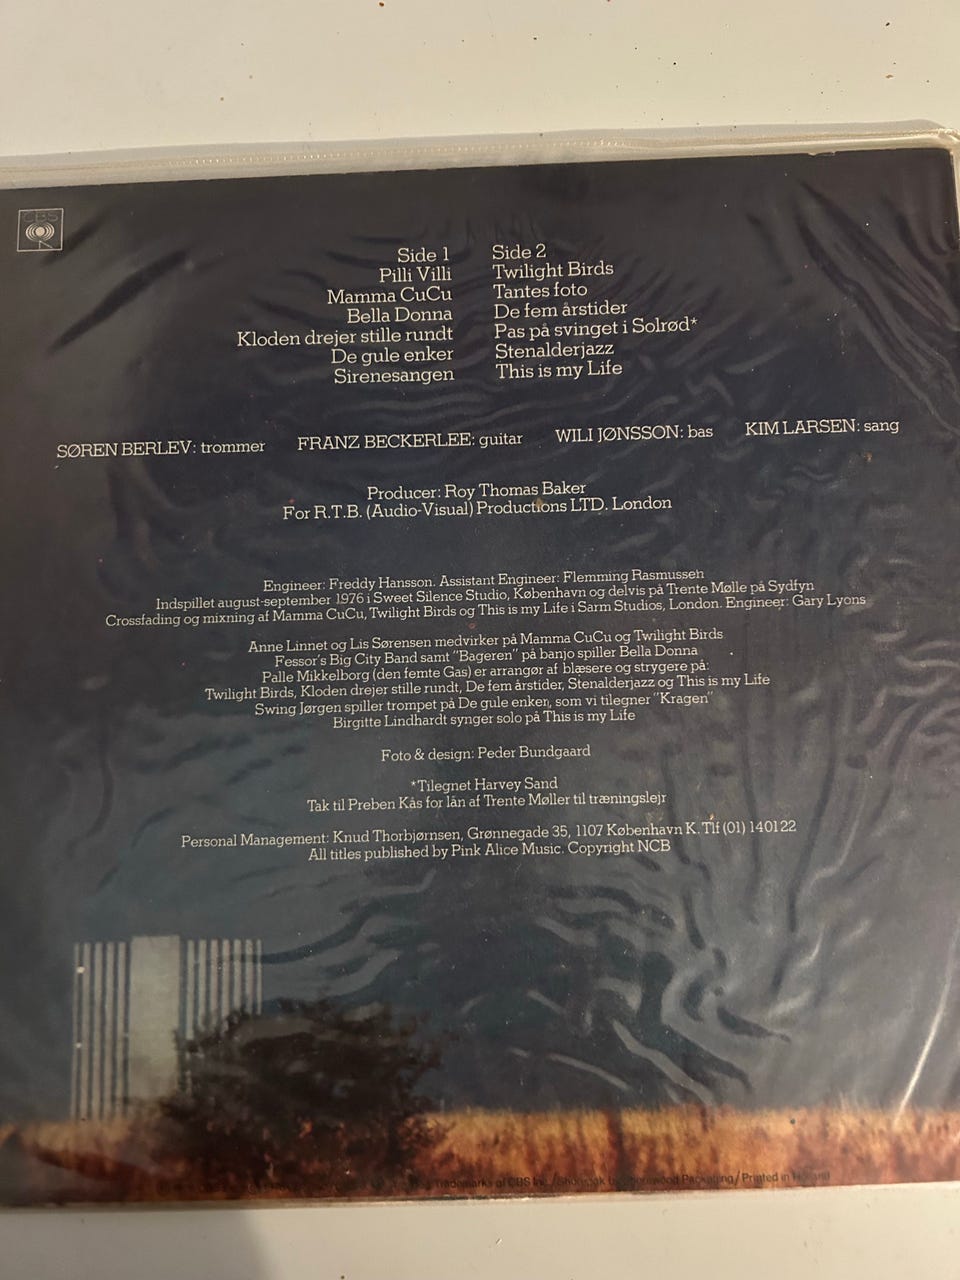 CBS
Side 1
Pilli Villi
Mamma CuCu
Bella Donna
Kloden drejer stille rundt
De gule enker
Sirenesangen
Side 2
Twilight Birds
Tantes foto
De fem årstider
Pas på svinget i Solrød*
Stenalderjazz
This is my Life
SØREN BERLEV: trommer FRANZ BECKERLEE: guitar WILI JØNSSON: bas KIM LARSEN: sang
Producer: Roy Thomas Baker
For R.T.B. (Audio-Visual) Productions LTD. London
Engineer: Freddy Hansson. Assistant Engineer: Flemming Rasmussen
Indspillet august-september 1976 i Sweet Silence Studio, København og delvis på Trente Mølle på Sydfyn
Crossfading og mixning af Mamma CuCu, Twilight Birds og This is my Life i Sarm Studios, London. Engineer: Gary Lyons
Anne Linnet og Lis Sørensen medvirker på Mamma CuCu og Twilight Birds
Fessor's Big City Band samt "Bageren" på banjo spiller Bella Donna
Palle Mikkelborg (den femte Gas) er arrangør af blæsere og strygere på:
Twilight Birds, Kloden drejer stille rundt, De fem årstider, Stenalderjazz og This is my Life
Swing Jørgen spiller trompet på De gule enker, som vi tilegner "Kragen"
Birgitte Lindhardt synger solo på This is my Life
Foto & design: Peder Bundgaard
*Tilegnet Harvey Sand
Tak til Preben Kås for lån af Trente Møller til træningslejr
Personal Management: Knud Thorbjørnsen, Grønnegade 35, 1107 København K. Tlf (01) 140122
All titles published by Pink Alice Music. Copyright NCB
Trademarks of CBS Inc./ Packaging/Printed in Holland